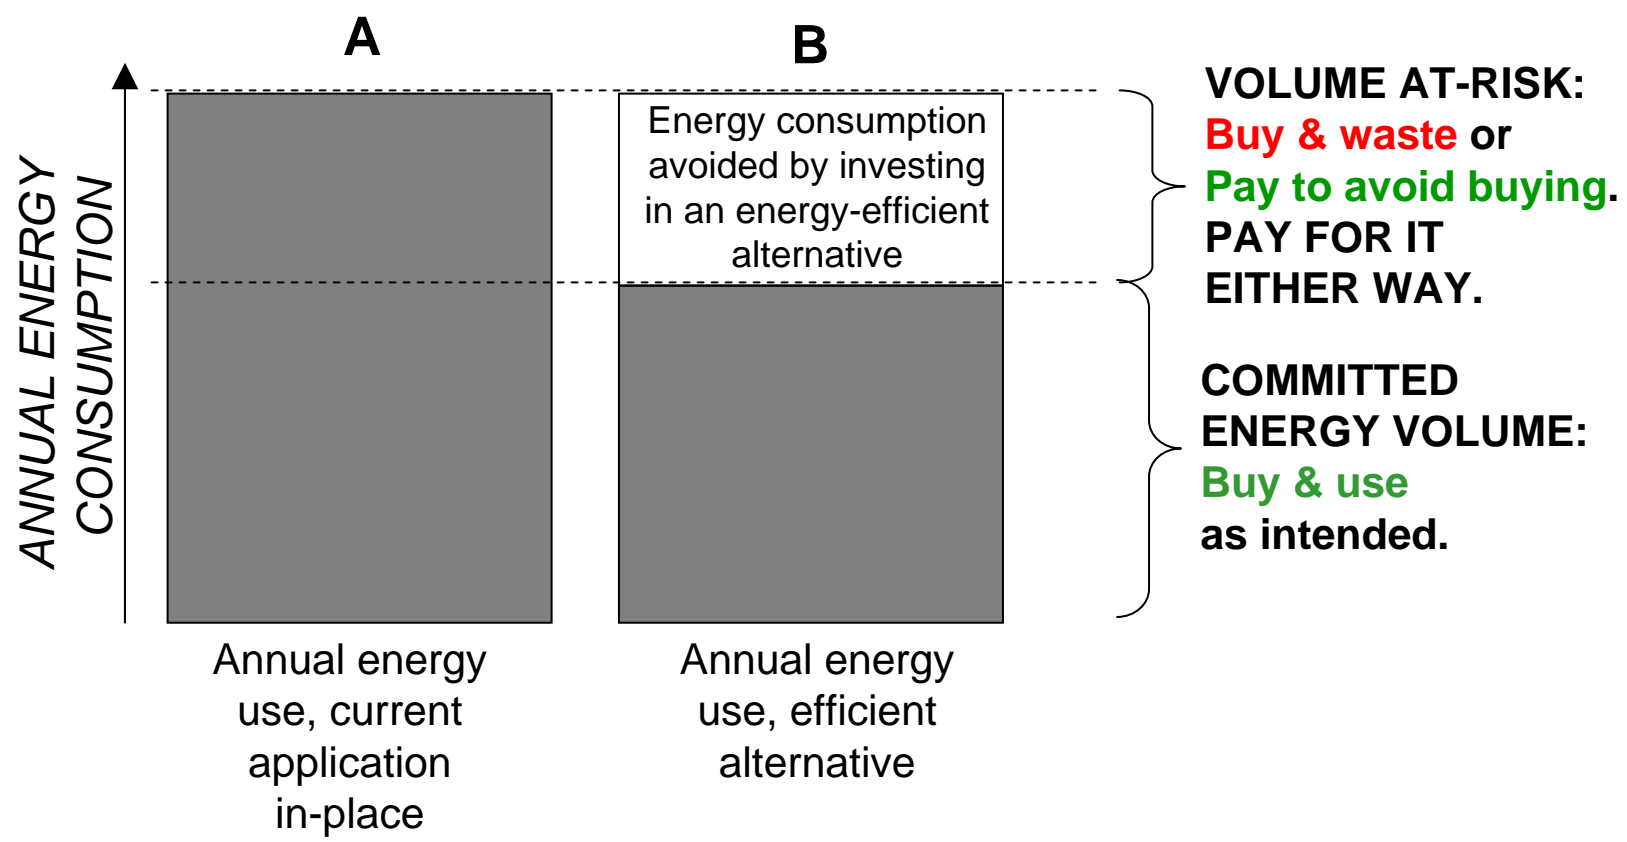 A
B
ANNUAL ENERGY
CONSUMPTION
Energy consumption
avoided by investing
in an energy-efficient
alternative
VOLUME AT-RISK:
Buy & waste or
Pay to avoid buying.
PAY FOR IT
EITHER WAY.
COMMITTED
ENERGY VOLUME:
Buy & use
as intended.
Annual energy
use, current
application
in-place
Annual energy
use, efficient
alternative